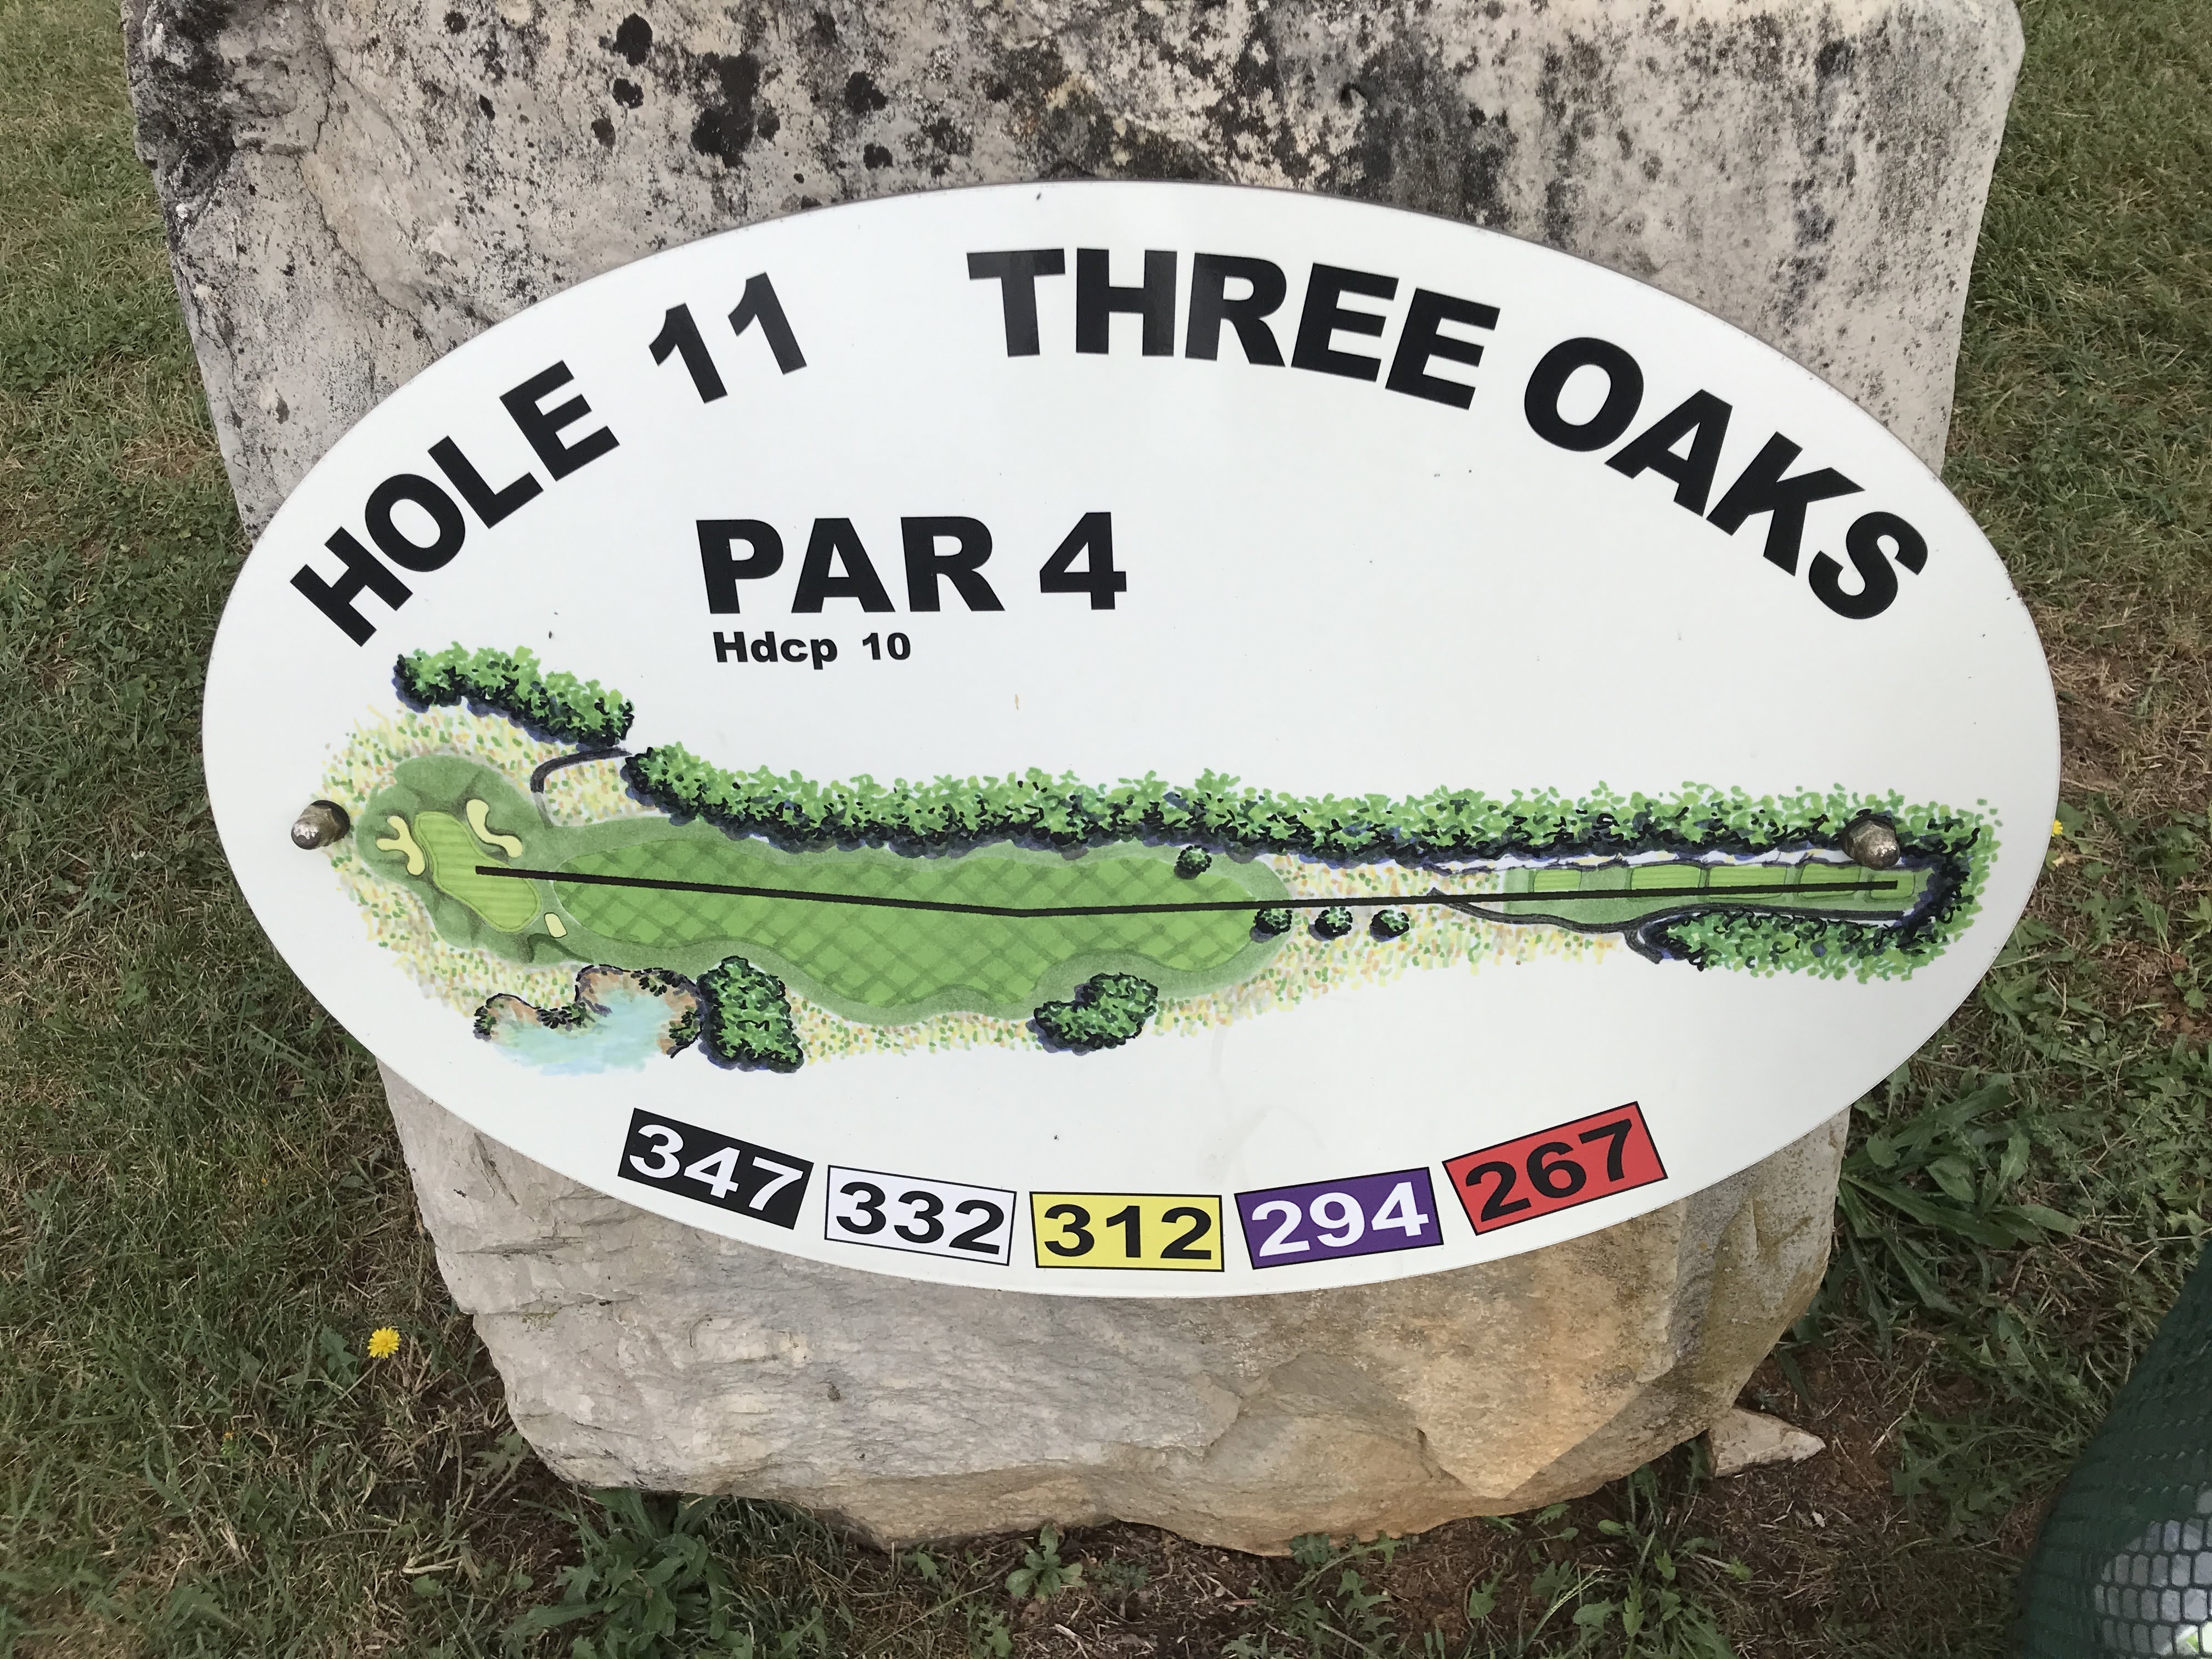 HOLE 11 THREE OAKS
PAR 4
Hdcp 10
347 332 312 294 267